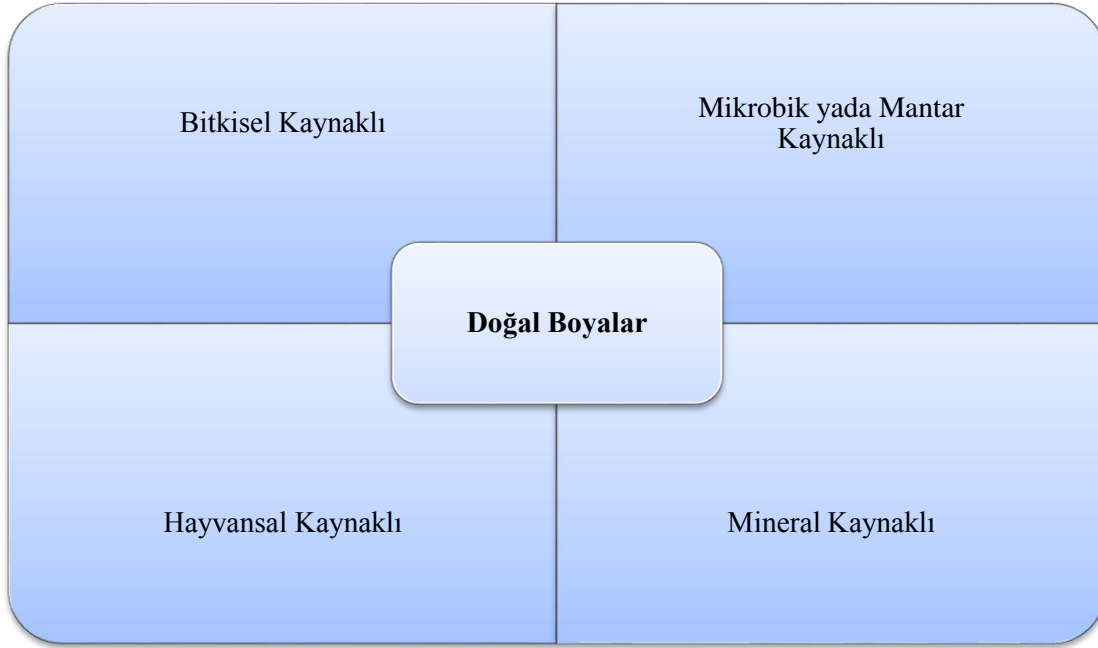 Bitkisel Kaynaklı
Mikrobik yada Mantar
Kaynaklı
Doğal Boyalar
Hayvansal Kaynaklı
Mineral Kaynaklı